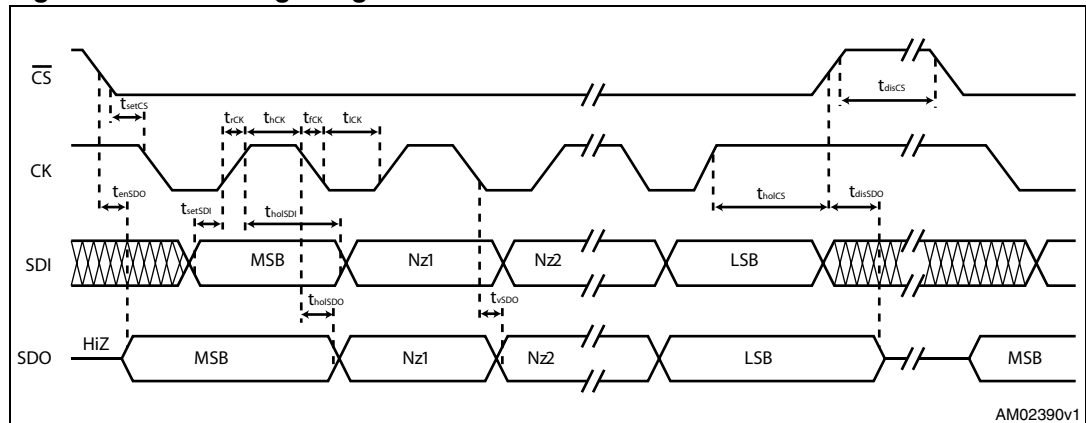 CS
tsetCS
tdisCS
trCK
thCK
tfCK
tlCK
CK
tenSDO
tsetSDI
tholSDI
tholCS
tdisSDO
SDI
MSB
Nz1
Nz2
LSB
tholSDO
tvSDO
HiZ
SDO
MSB
Nz1
Nz2
LSB
MSB
AM02390v1